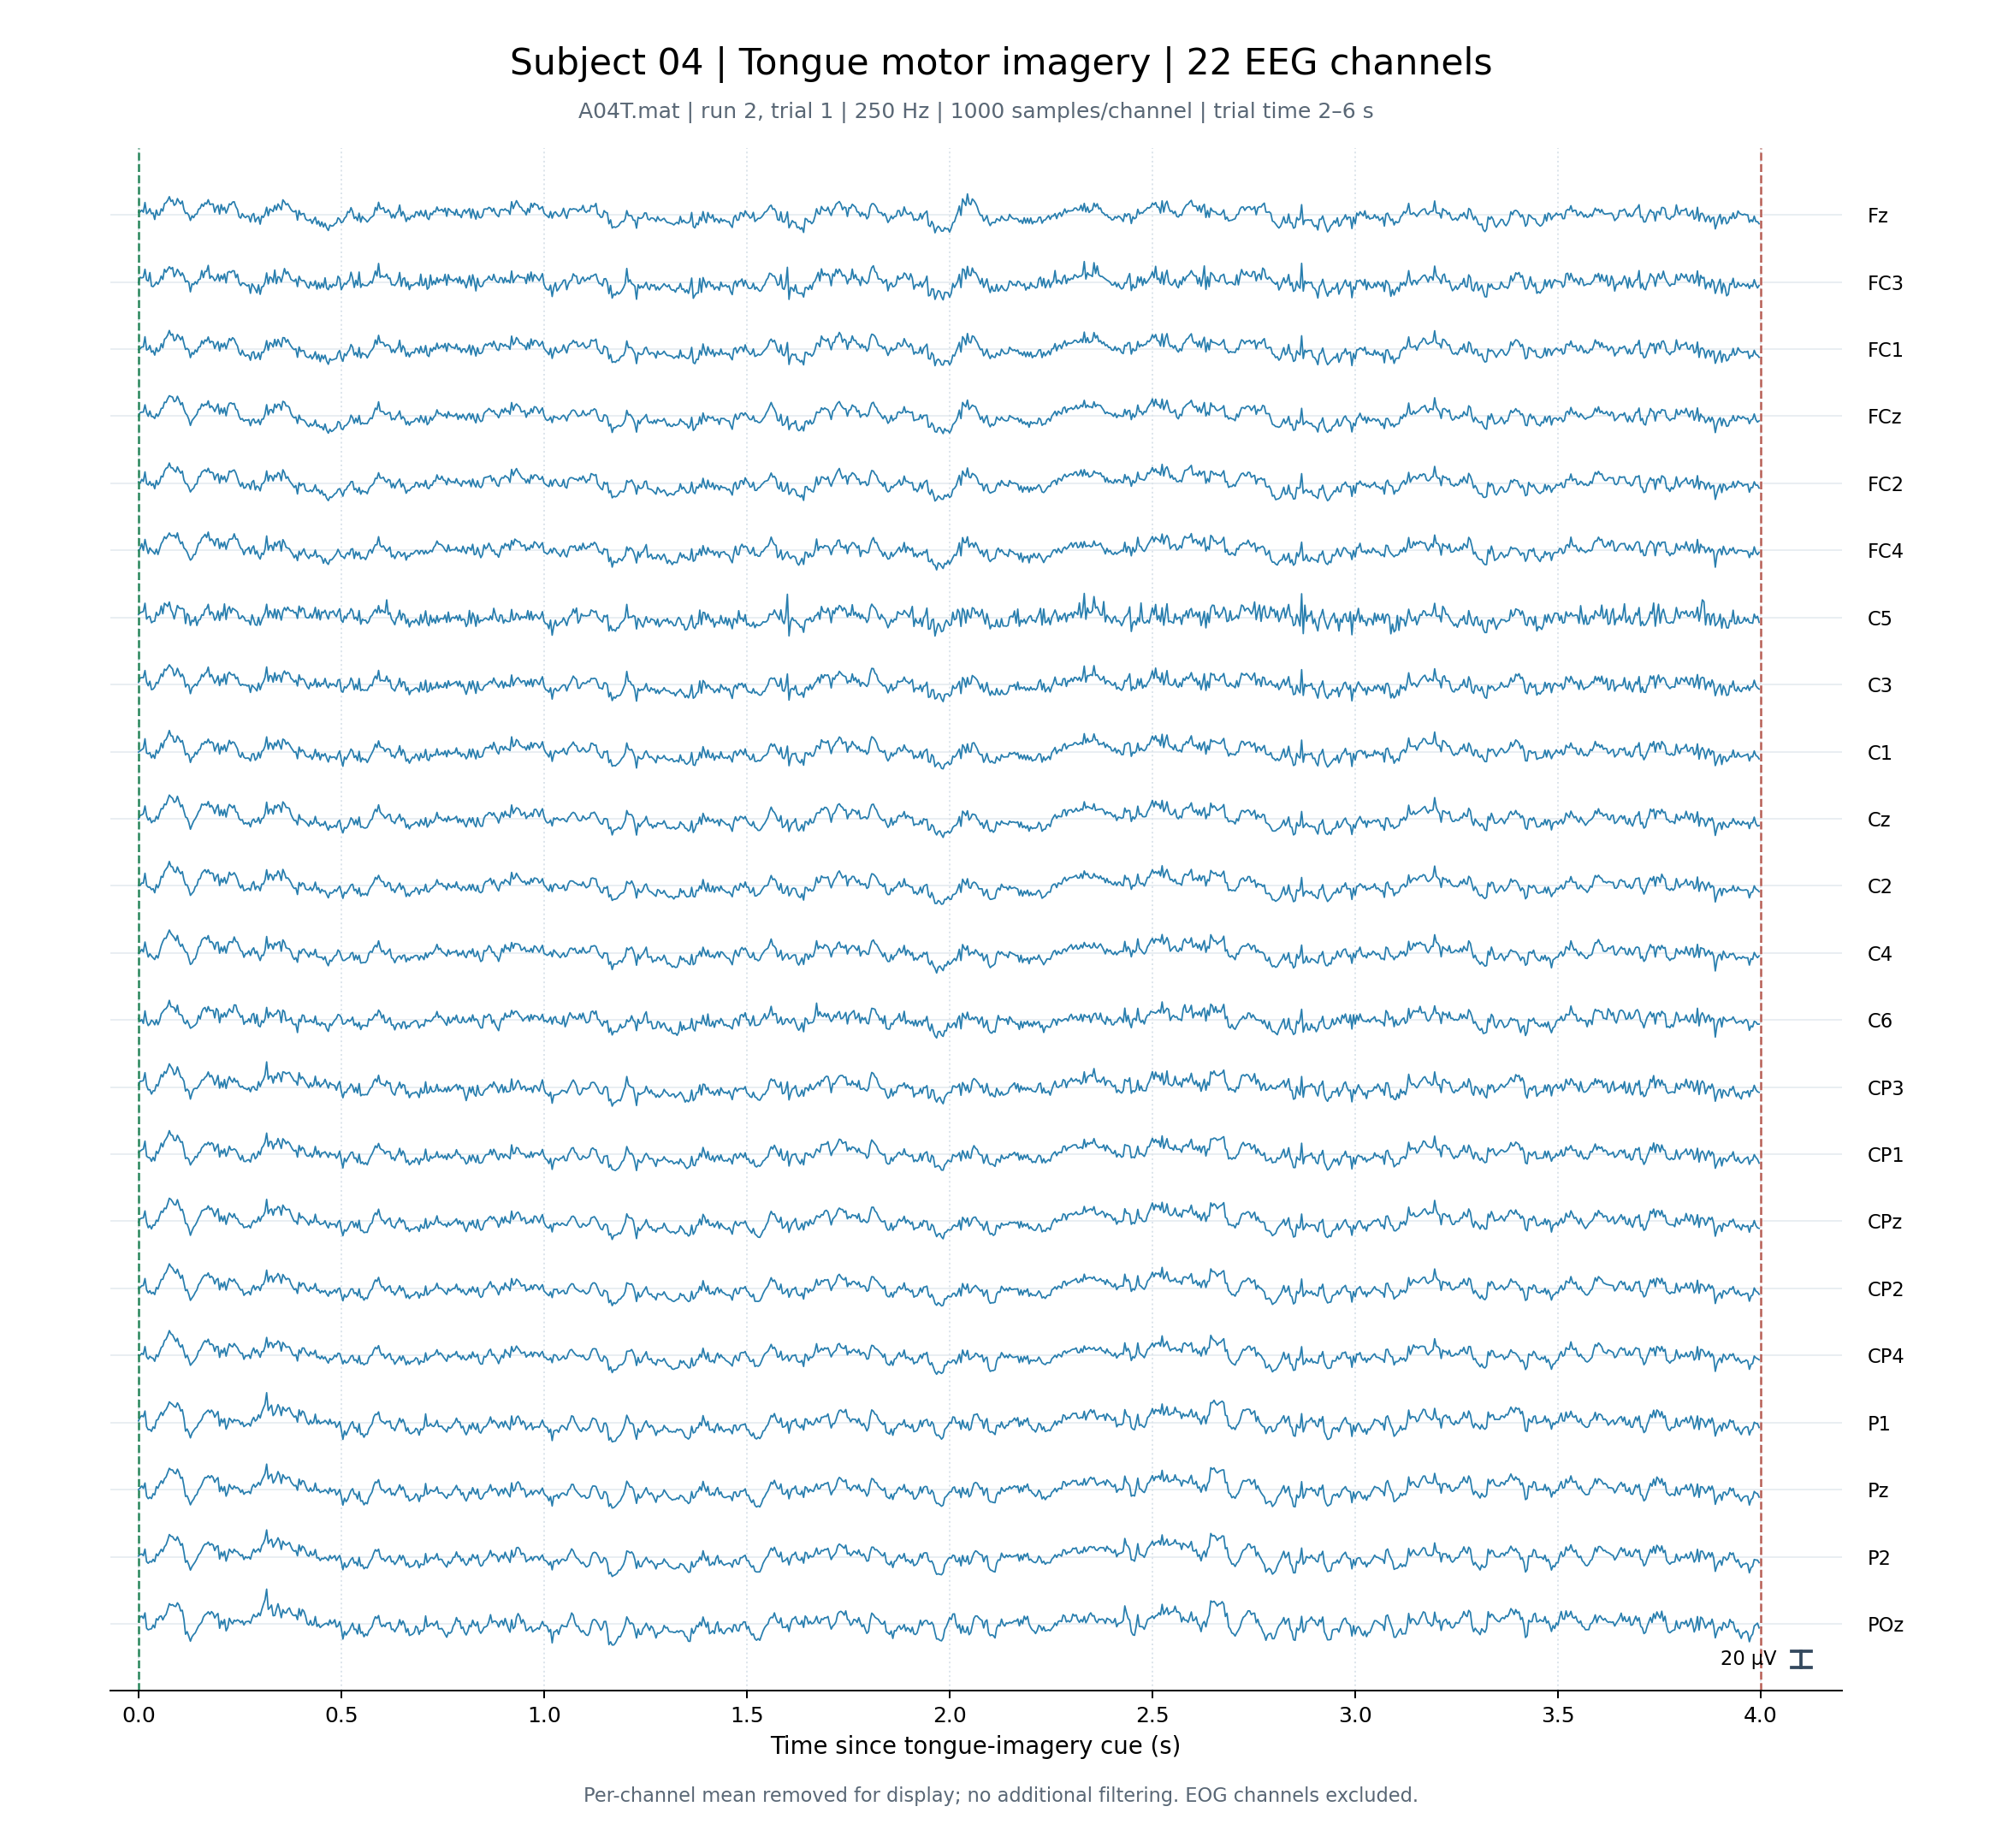 Subject 04 | Tongue motor imagery | 22 EEG channels
A04T.mat | run 2, trial 1 | 250 Hz | 1000 samples/channel | trial time 2–6 s
Fz
FC3
FC1
FCz
FC2
FC4
C5
C3
C1
Cz
C2
C4
C6
CP3
CP1
CPz
CP2
CP4
P1
Pz
P2
POz
20 µV
0.0 0.5 1.0 1.5 2.0 2.5 3.0 3.5 4.0
Time since tongue-imagery cue (s)
Per-channel mean removed for display; no additional filtering. EOG channels excluded.